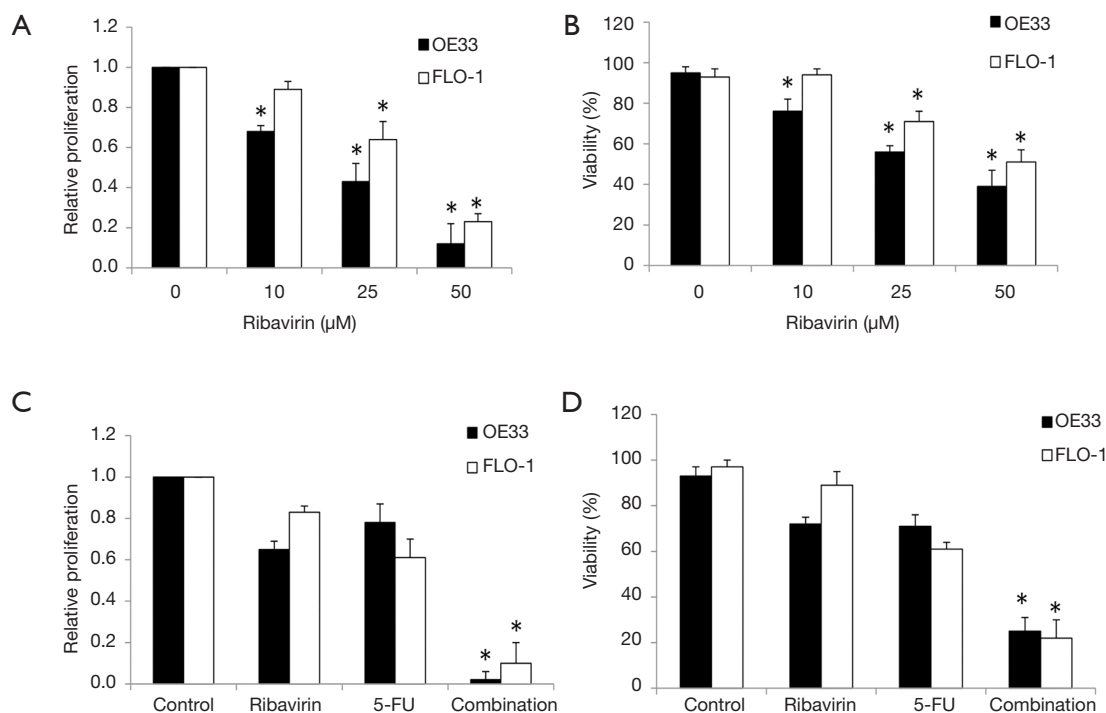 A
1.2
1.0
0.8
0.6
0.4
0.2
0.0
Relative proliferation
OE33
FLO-1
*
* *
* *
0 10 25 50
Ribavirin (µM)
B
120
100
80
60
40
20
0
Viability (%)
OE33
FLO-1
*
* *
* *
0 10 25 50
Ribavirin (µM)
C
1.2
1.0
0.8
0.6
0.4
0.2
0.0
Relative proliferation
OE33
FLO-1
* *
Control Ribavirin 5-FU Combination
D
120
100
80
60
40
20
0
Viability (%)
OE33
FLO-1
* *
Control Ribavirin 5-FU Combination